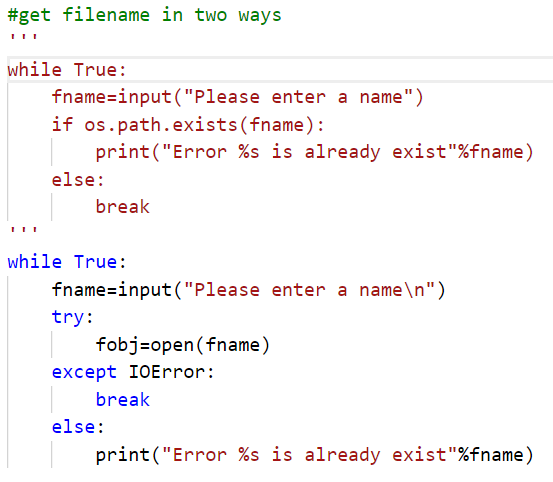 #get filename in two ways
'''
while True:
    fname=input("Please enter a name")
    if os.path.exists(fname):
        print("Error %s is already exist"%fname)
    else:
        break
'''
while True:
    fname=input("Please enter a name\n")
    try:
        fobj=open(fname)
    except IOError:
        break
    else:
        print("Error %s is already exist"%fname)